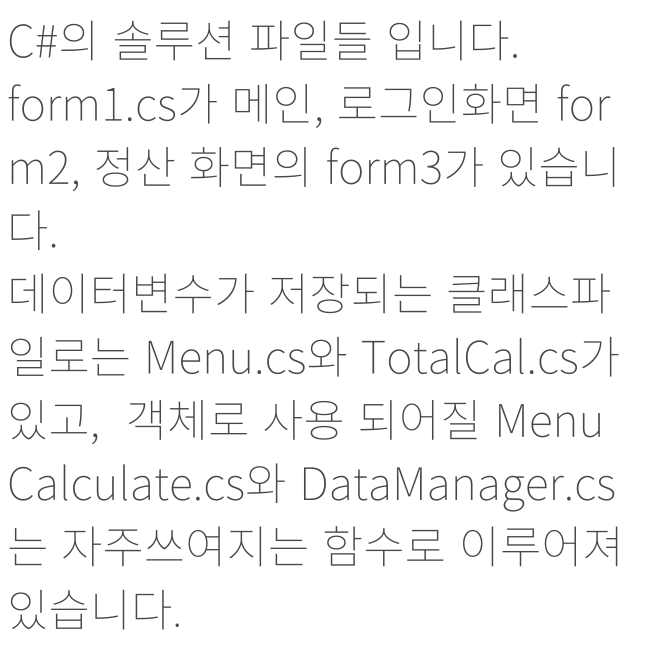 C#의 솔루션 파일들 입니다.
form1.cs가 메인, 로그인화면 for
m2, 정산 화면의 form3가 있습니
다.
데이터변수가 저장되는 클래스파
일로는 Menu.cs와 TotalCal.cs가
있고,  객체로 사용 되어질 Menu
Calculate.cs와 DataManager.cs
는 자주쓰여지는 함수로 이루어져
있습니다.